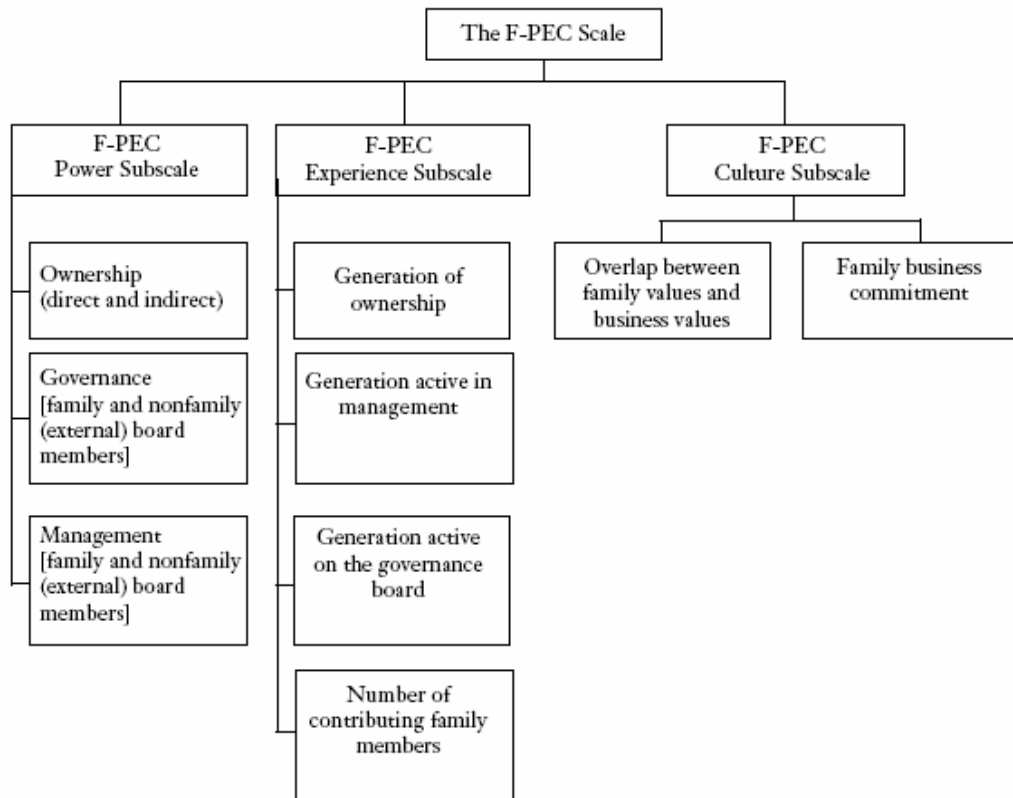 The F-PEC Scale
F-PEC
Power Subscale
Ownership
(direct and indirect)
Governance
[family and nonfamily
(external) board
members]
Management
[family and nonfamily
(external) board
members]
F-PEC
Experience Subscale
Generation of
ownership
Generation active in
management
Generation active
on the governance
board
Number of
contributing family
members
F-PEC
Culture Subscale
Overlap between
family values and
business values
Family business
commitment